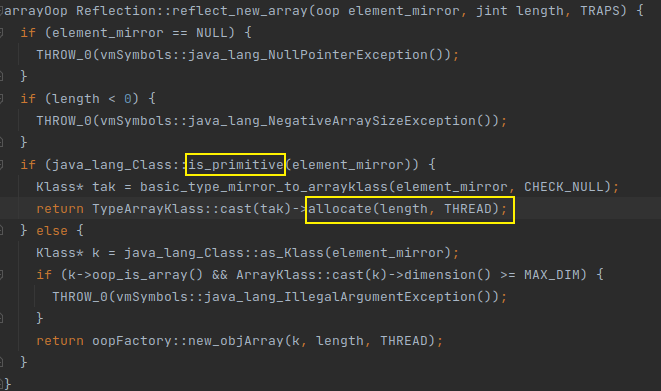 arrayOop Reflection::reflect_new_array(oop element_mirror, jint length, TRAPS) {
  if (element_mirror == NULL) {
    THROW_0(vmSymbols::java_lang_NullPointerException());
  }
  if (length < 0) {
    THROW_0(vmSymbols::java_lang_NegativeArraySizeException());
  }
  if (java_lang_Class::is_primitive(element_mirror)) {
    Klass* tak = basic_type_mirror_to_arrayklass(element_mirror, CHECK_NULL);
    return TypeArrayKlass::cast(tak)->allocate(length, THREAD);
  } else {
    Klass* k = java_lang_Class::as_Klass(element_mirror);
    if (k->oop_is_array() && ArrayKlass::cast(k)->dimension() >= MAX_DIM) {
      THROW_0(vmSymbols::java_lang_IllegalArgumentException());
    }
    return oopFactory::new_objArray(k, length, THREAD);
  }
}